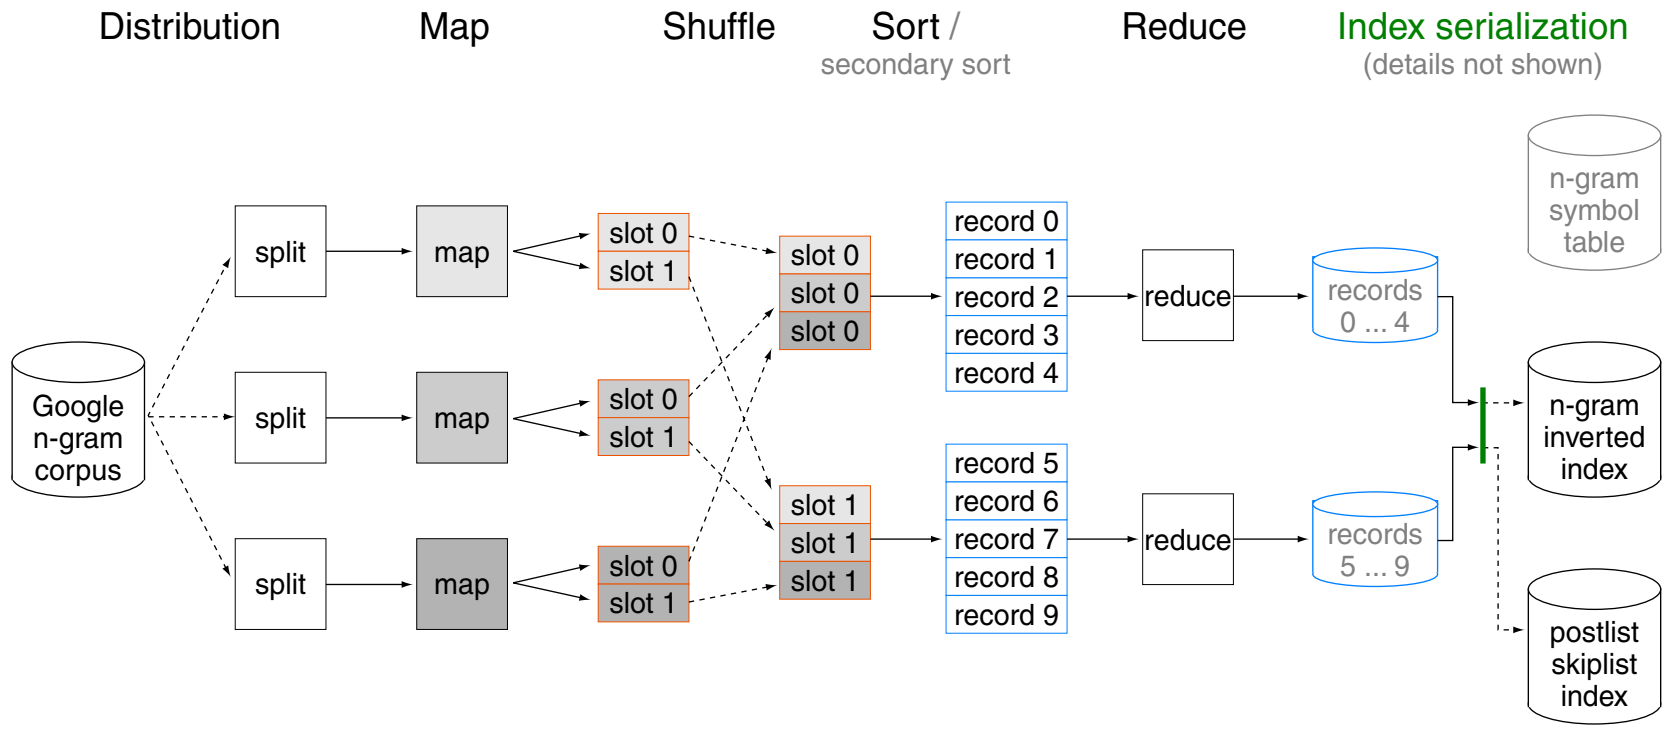 Distribution
Map
Shuffle
Sort /
secondary sort
Reduce
Index serialization
(details not shown)
Google
n-gram
corpus
split
split
split
map
map
map
slot 0
slot 1
slot 0
slot 1
slot 0
slot 1
slot 0
slot 0
slot 0
slot 1
slot 1
slot 1
record 0
record 1
record 2
record 3
record 4
record 5
record 6
record 7
record 8
record 9
reduce
reduce
records
0 ... 4
records
5 ... 9
n-gram
symbol
table
n-gram
inverted
index
postlist
skiplist
index